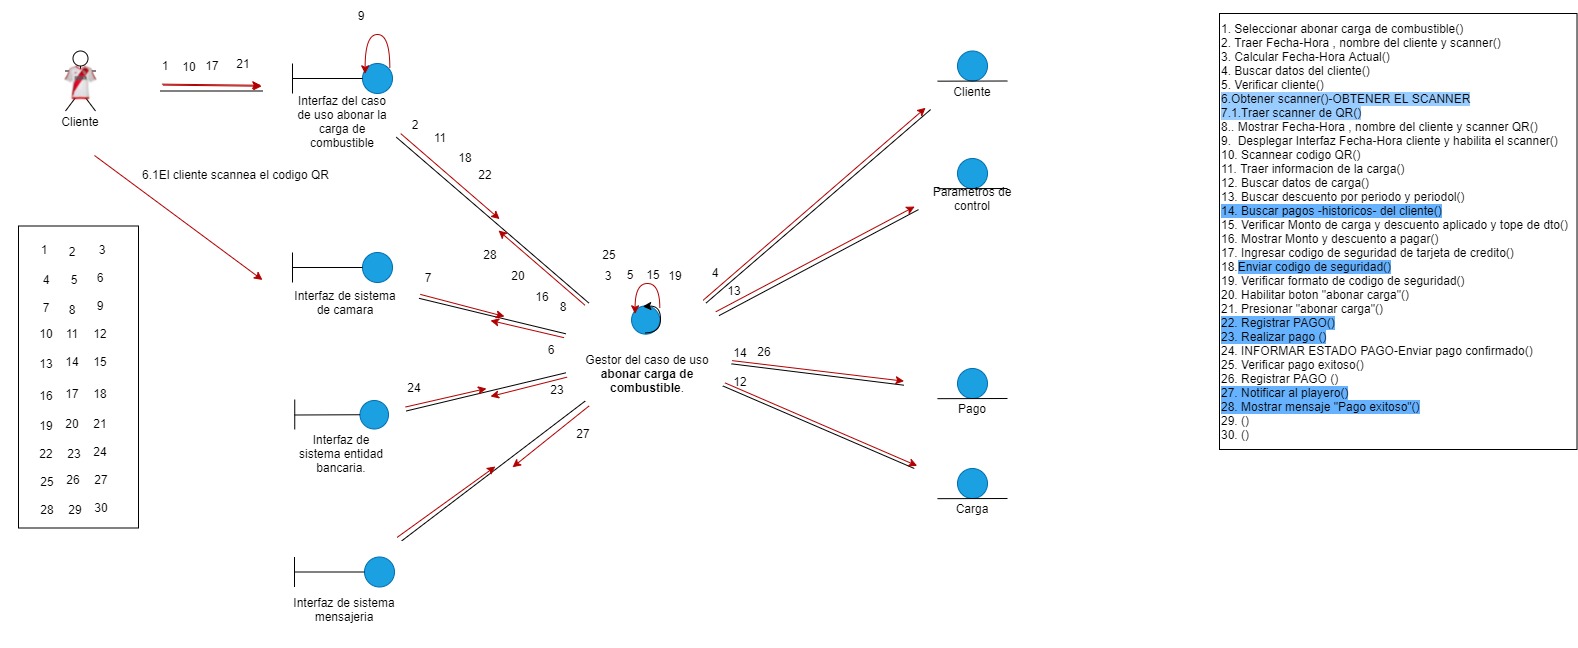 Cliente
1 10 17 21
9
Interfaz del caso
de uso abonar la
carga de
combustible
2
11
18
22
6.1El cliente scannea el codigo QR
28
20
16
8
Interfaz de sistema
de camara
7
6
25
3 5 15 19
Gestor del caso de uso
abonar carga de
combustible.
4
13
14 26
12
24
23
Interfaz de
sistema entidad
bancaria.
27
Interfaz de sistema
mensajeria
Cliente
Parametros de
control
Pago
Carga
1 2 3
4 5 6
7 8 9
10 11 12
13 14 15
16 17 18
19 20 21
22 23 24
25 26 27
28 29 30
1. Seleccionar abonar carga de combustible()
2. Traer Fecha-Hora , nombre del cliente y scanner()
3. Calcular Fecha-Hora Actual()
4. Buscar datos del cliente()
5. Verificar cliente()
6.Obtener scanner()-OBTENER EL SCANNER
7.1.Traer scanner de QR()
8.. Mostrar Fecha-Hora , nombre del cliente y scanner QR()
9. Desplegar Interfaz Fecha-Hora cliente y habilita el scanner()
10. Scannear codigo QR()
11. Traer informacion de la carga()
12. Buscar datos de carga()
13. Buscar descuento por periodo y periodol()
14. Buscar pagos -historicos- del cliente()
15. Verificar Monto de carga y descuento aplicado y tope de dto()
16. Mostrar Monto y descuento a pagar()
17. Ingresar codigo de seguridad de tarjeta de credito()
18.Enviar codigo de seguridad()
19. Verificar formato de codigo de seguridad()
20. Habilitar boton "abonar carga"()
21. Presionar "abonar carga"()
22. Registrar PAGO()
23. Realizar pago ()
24. INFORMAR ESTADO PAGO-Enviar pago confirmado()
25. Verificar pago exitoso()
26. Registrar PAGO ()
27. Notificar al playero()
28. Mostrar mensaje "Pago exitoso"()
29. ()
30. ()